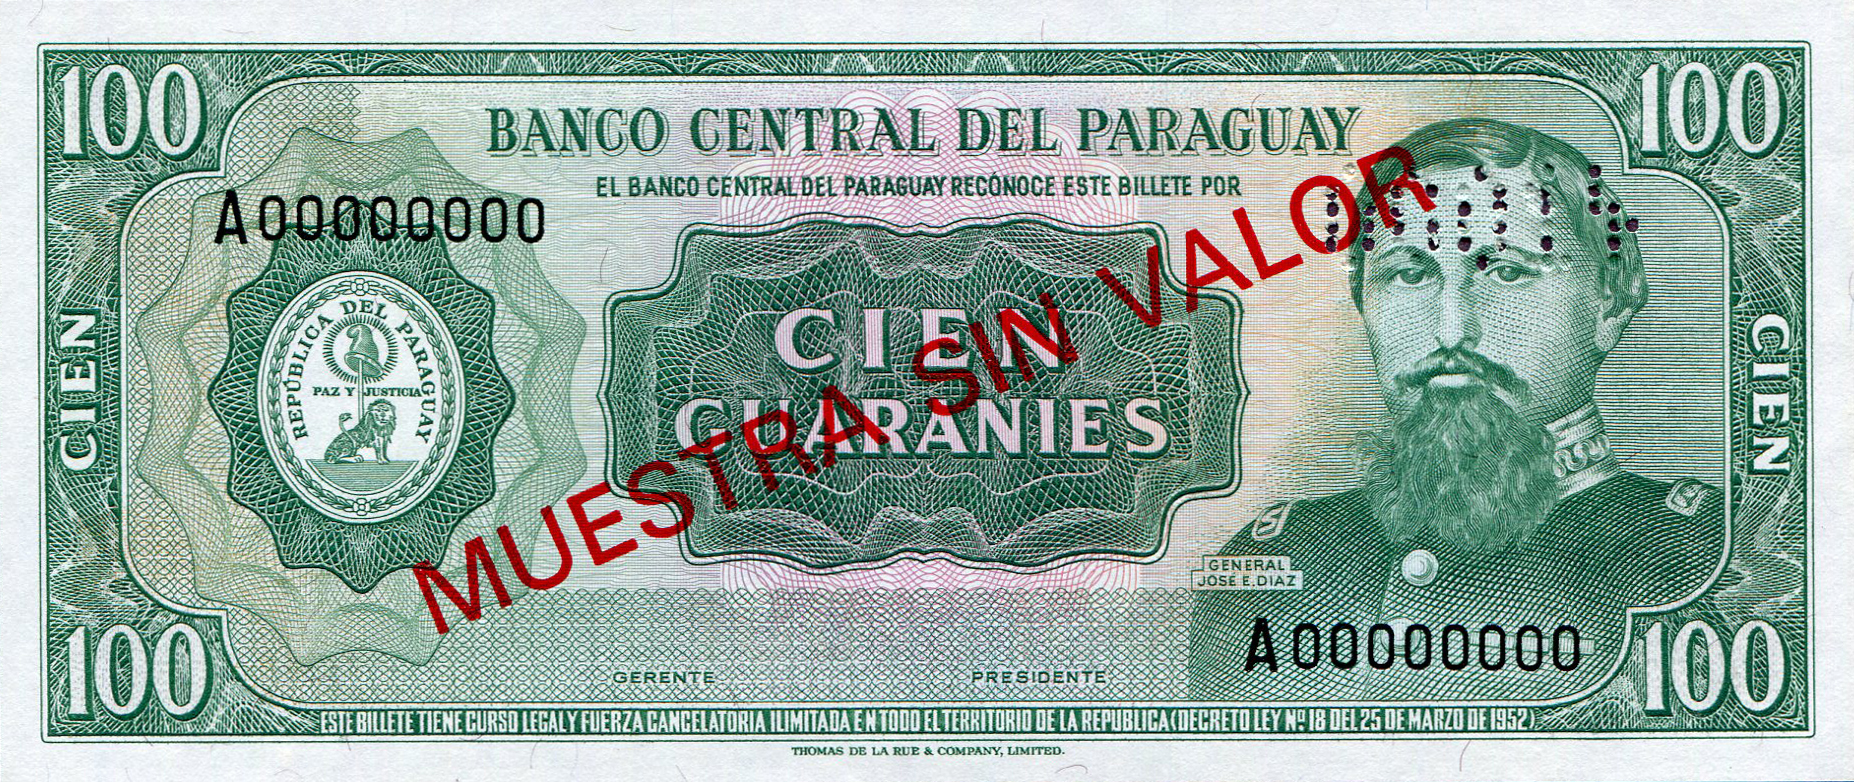 100
100
BANCO CENTRAL DEL PARAGUAY
EL BANCO CENTRAL DEL PARAGUAY RECÓNOCE ESTE BILLETE POR
A00000000
MUESTRA SIN VALOR
CIEN
REPÚBLICA DEL PARAGUAY
PAZ Y JUSTICIA
CIEN
GUARANIES
CIEN
GENERAL
JOSÉ E. DIAZ
A00000000
100
GERENTE
PRESIDENTE
100
ESTE BILLETE TIENE CURSO LEGAL Y FUERZA CANCELATORIA ILIMITADA EN TODO EL TERRITORIO DE LA REPUBLICA (DECRETO LEY Nº 18 DEL 25 DE MARZO DE 1952)
THOMAS DE LA RUE & COMPANY, LIMITED.